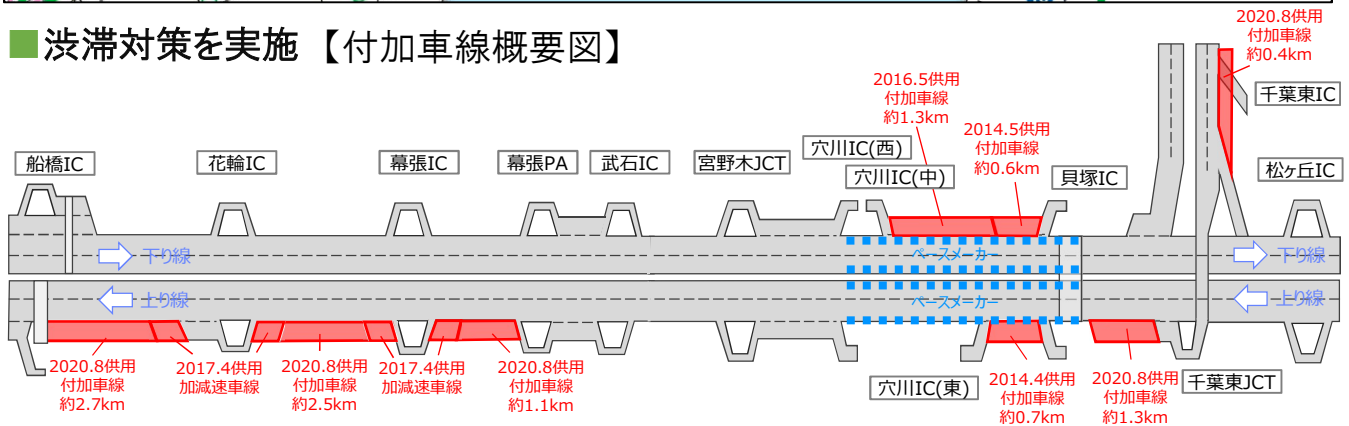 ■渋滞対策を実施【付加車線概要図】
2020.8供用
付加車線
約0.4km
千葉東IC
2016.5供用
付加車線
約1.3km
2014.5供用
付加車線
約0.6km
船橋IC
花輪IC
幕張IC
幕張PA
武石IC
宮野木JCT
穴川IC(西)
穴川IC(中)
貝塚IC
松ヶ丘IC
下り線
ペースメーカー
下り線
上り線
ペースメーカー
上り線
2020.8供用
付加車線
約2.7km
2017.4供用
加減速車線
2020.8供用
付加車線
約2.5km
2017.4供用
加減速車線
2020.8供用
付加車線
約1.1km
穴川IC(東)
2014.4供用
付加車線
約0.7km
2020.8供用
付加車線
約1.3km
千葉東JCT